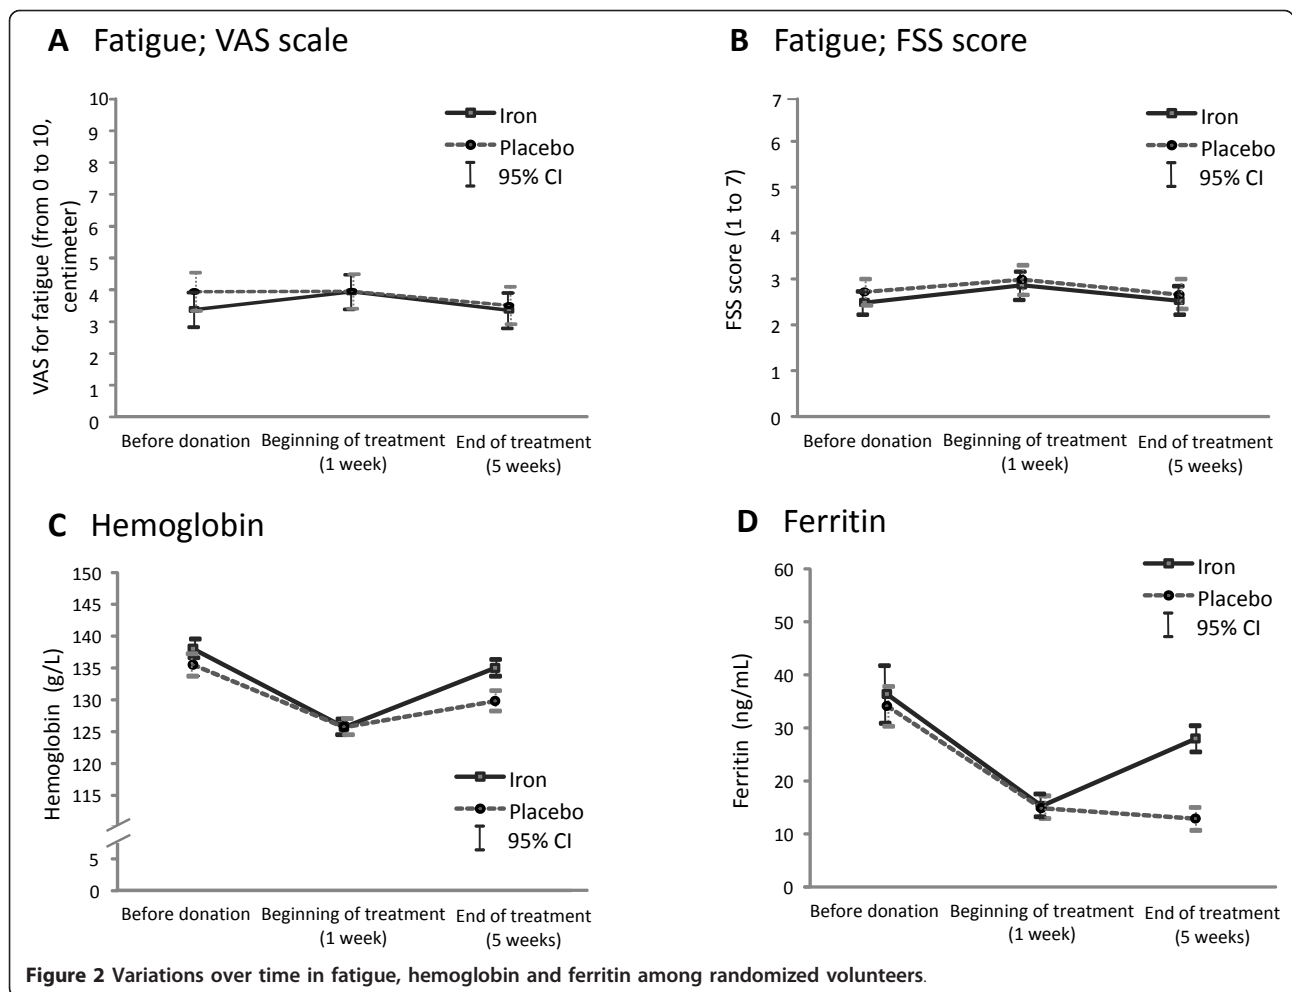 A Fatigue; VAS scale
VAS for fatigue (from 0 to 10,
centimeter)
10
9
8
7
6
5
4
3
2
1
0
Iron
Placebo
95% CI
Before donation
Beginning of treatment
(1 week)
End of treatment
(5 weeks)
B Fatigue; FSS score
FSS score (1 to 7)
7
6
5
4
3
2
1
0
Iron
Placebo
95% CI
Before donation
Beginning of treatment
(1 week)
End of treatment
(5 weeks)
C Hemoglobin
Hemoglobin (g/L)
150
145
140
135
130
125
120
115
5
0
Iron
Placebo
95% CI
Before donation
Beginning of treatment
(1 week)
End of treatment
(5 weeks)
D Ferritin
Ferritin (ng/mL)
60
50
40
30
20
10
0
Iron
Placebo
95% CI
Before donation
Beginning of treatment
(1 week)
End of treatment
(5 weeks)
Figure 2 Variations over time in fatigue, hemoglobin and ferritin among randomized volunteers.